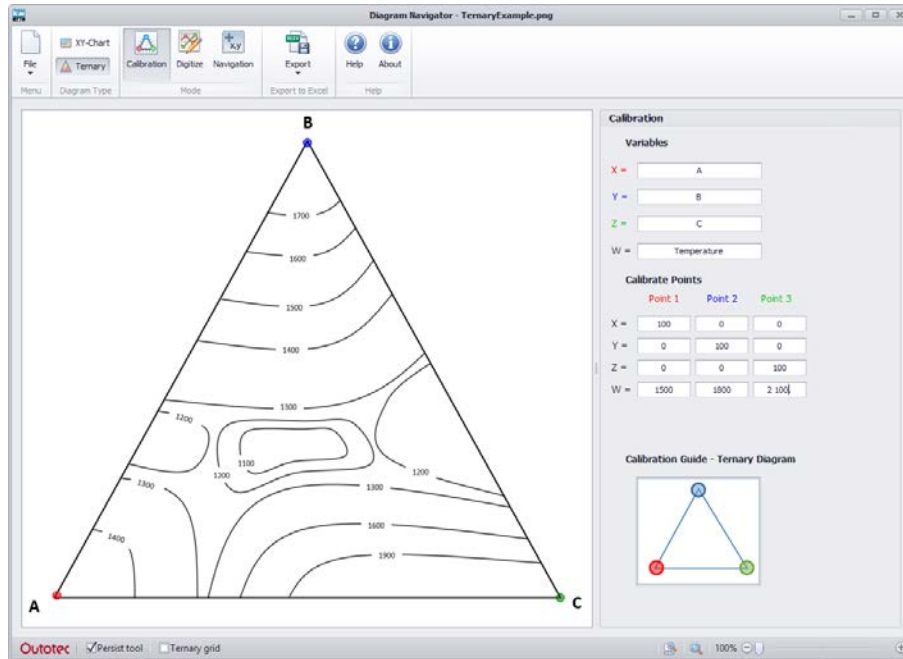 Diagram Navigator - TernaryExample.png
File
XY-Chart
Ternary
Calibration
Digitize
x,y
Navigation
Export
Help
About
Menu
Diagram Type
Mode
Export to Excel
Help
B
1700
1600
1500
1400
1300
1200
1100
1200
1200
1300
1300
1400
1600
1900
A
C
Calibration
Variables
X = A
Y = B
Z = C
W = Temperature
Calibrate Points
Point 1 Point 2 Point 3
X = 100 0 0
Y = 0 100 0
Z = 0 0 100
W = 1500 1800 2 100
Calibration Guide - Ternary Diagram
Outotec Persist tool Ternary grid 100%